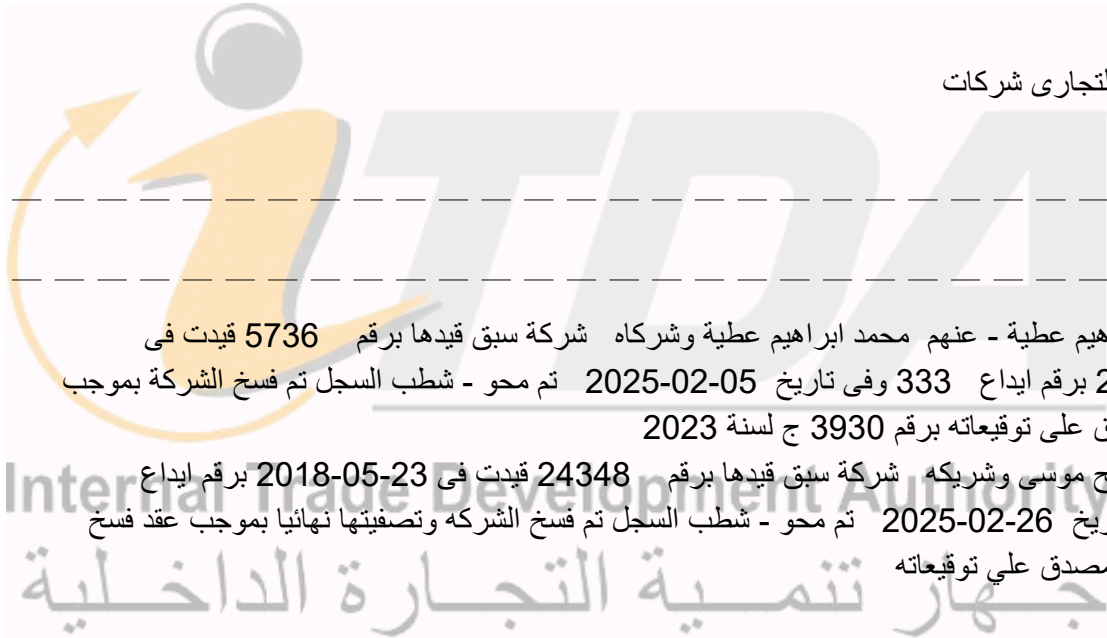 لتجارى شركات
هيم عطية - عنهم محمد ابراهيم عطية وشركاه شركة سبق قيدها برقم 5736 قيدت فى
2 برقم ايداع 333 وفى تاريخ 05-02-2025 تم محو - شطب السجل تم فسخ الشركة بموجب
ق على توقيعاته برقم 3930 ج لسنة 2023
ح موسى وشريكه شركة سبق قيدها برقم 24348 قيدت فى 23-05-2018 برقم ايداع
ريخ 26-02-2025 تم محو - شطب السجل تم فسخ الشركه وتصفيتها نهائيا بموجب عقد فسخ
مصدق علي توقيعاته
iTDA
Internal Trade Development Authority
جهاز تنمية التجارة الداخلية